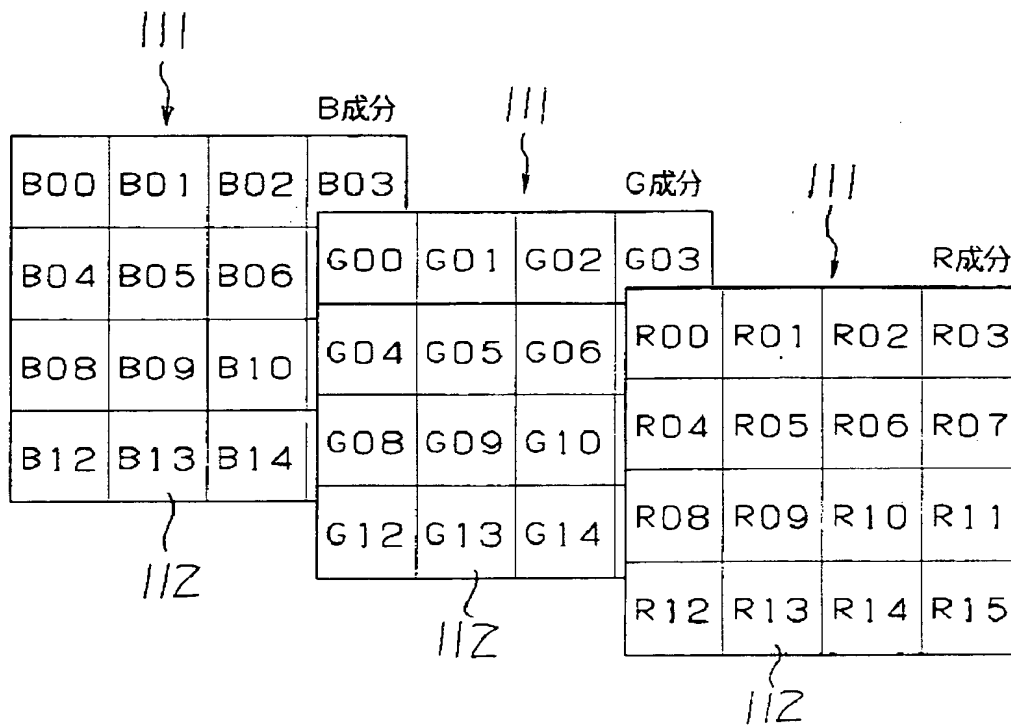 111
B成分
B00 B01 B02 B03
B04 B05 B06
B08 B09 B10
B12 B13 B14
112
111
G成分
G00 G01 G02 G03
G04 G05 G06
G08 G09 G10
G12 G13 G14
112
111
R成分
R00 R01 R02 R03
R04 R05 R06 R07
R08 R09 R10 R11
R12 R13 R14 R15
112